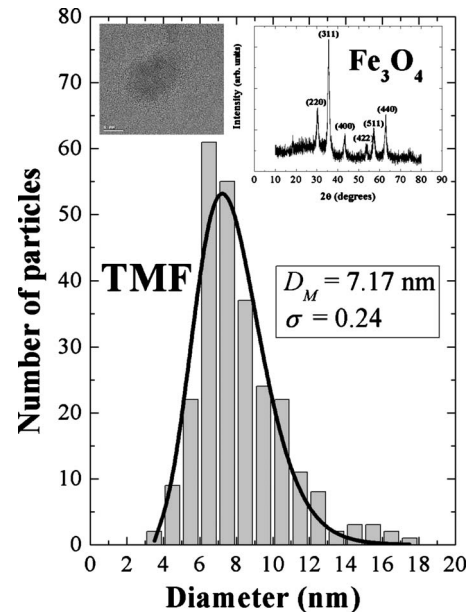 Number of particles
80
70
60
50
40
30
20
10
0
0 2 4 6 8 10 12 14 16 18 20
Diameter (nm)
TMF
D_M = 7.17 nm
σ = 0.24
Intensity (arb. units)
Fe₃O₄
(311)
(220)
(400)
(422)
(511)
(440)
0 10 20 30 40 50 60 70 80 90
2θ (degrees)